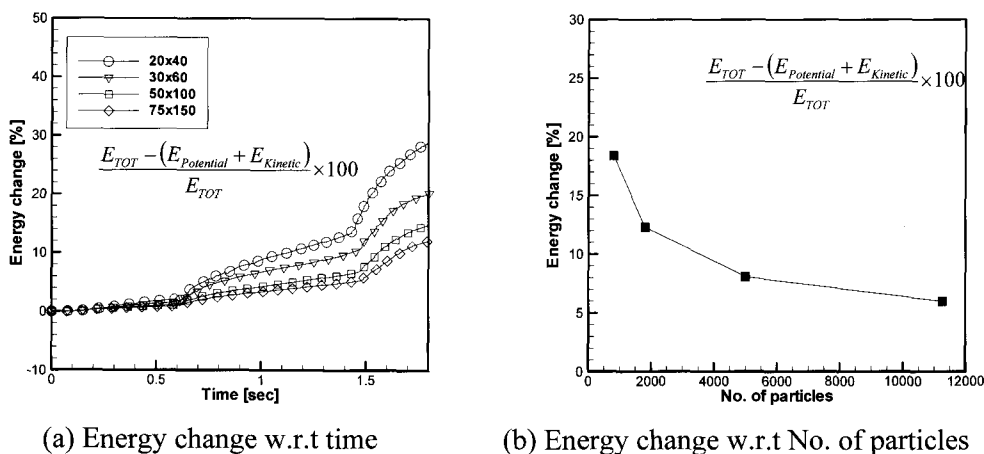 50
40
30
20
10
0
-10
Energy change [%]
20x40
30x60
50x100
75x150
E_TOT − (E_Potential + E_Kinetic)
E_TOT
×100
0
0.5
1
1.5
Time [sec]
(a) Energy change w.r.t time
30
25
20
15
10
5
0
Energy change [%]
E_TOT − (E_Potential + E_Kinetic)
E_TOT
×100
0
2000
4000
6000
8000
10000
12000
No. of particles
(b) Energy change w.r.t No. of particles